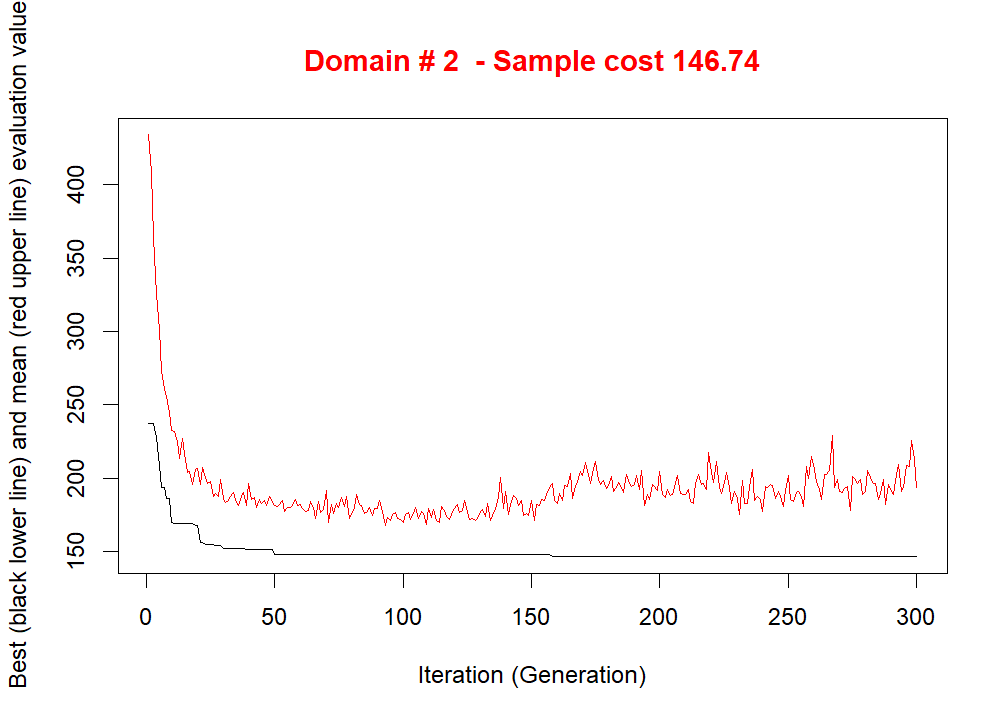 Domain # 2  - Sample cost 146.74
Best (black lower line) and mean (red upper line) evaluation value
400
350
300
250
200
150
0 50 100 150 200 250 300
Iteration (Generation)